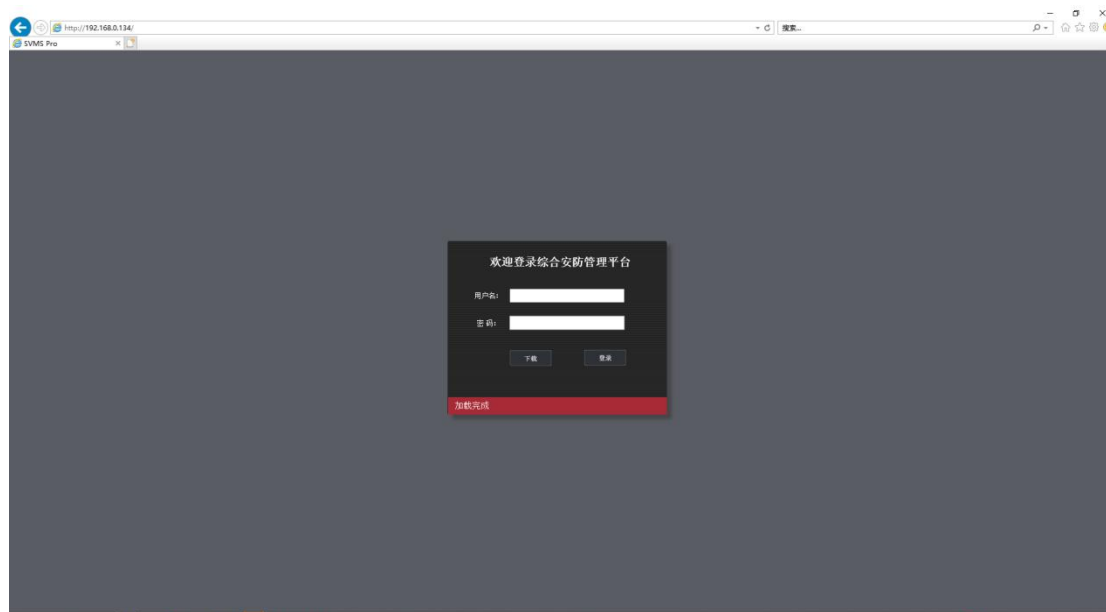 http://192.168.0.134/
搜索...
SVMS Pro
欢迎登录综合安防管理平台
用户名:
密 码:
下载
登录
加载完成